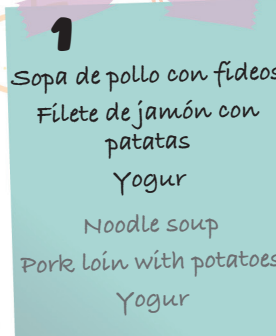 1
Sopa de pollo con fideos
Filete de jamón con
patatas
Yogur
Noodle soup
Pork loin with potatoes
Yogur